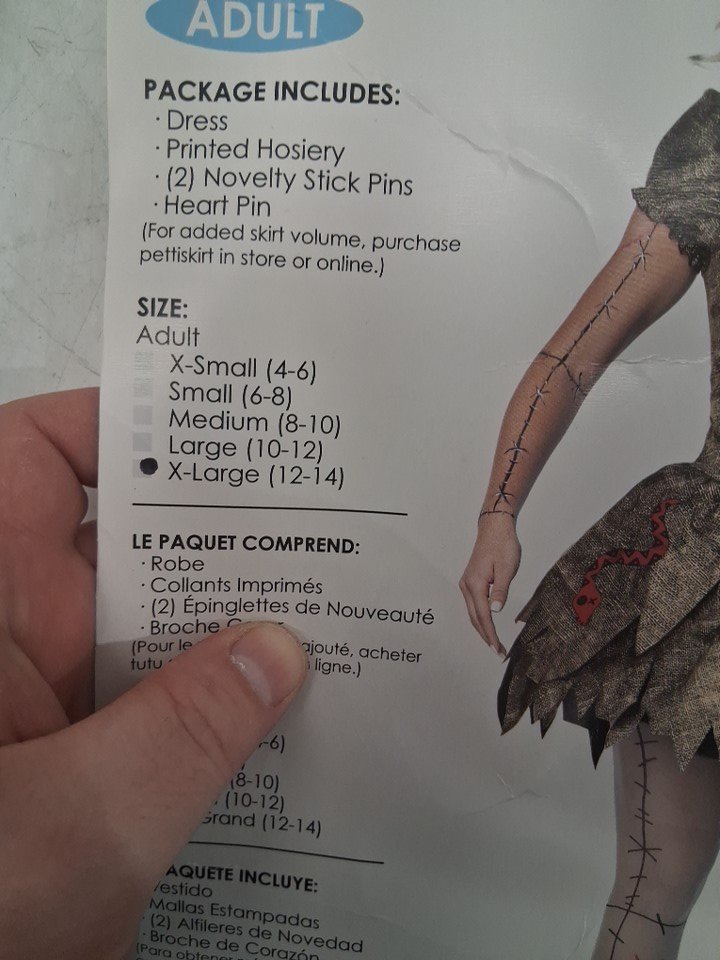 ADULT
PACKAGE INCLUDES:
· Dress
· Printed Hosiery
· (2) Novelty Stick Pins
· Heart Pin
(For added skirt volume, purchase
pettiskirt in store or online.)
SIZE:
Adult
X-Small (4-6)
Small (6-8)
Medium (8-10)
Large (10-12)
X-Large (12-14)
LE PAQUET COMPREND:
· Robe
· Collants Imprimés
· (2) Épinglettes de Nouveauté
· Broche
(Pour le ajouté, acheter
tutu ligne.)
-6)
(8-10)
(10-12)
Grand (12-14)
AQUETE INCLUYE:
Vestido
Mallas Estampadas
· (2) Alfileres de Novedad
· Broche de Corazón
(Para obtener